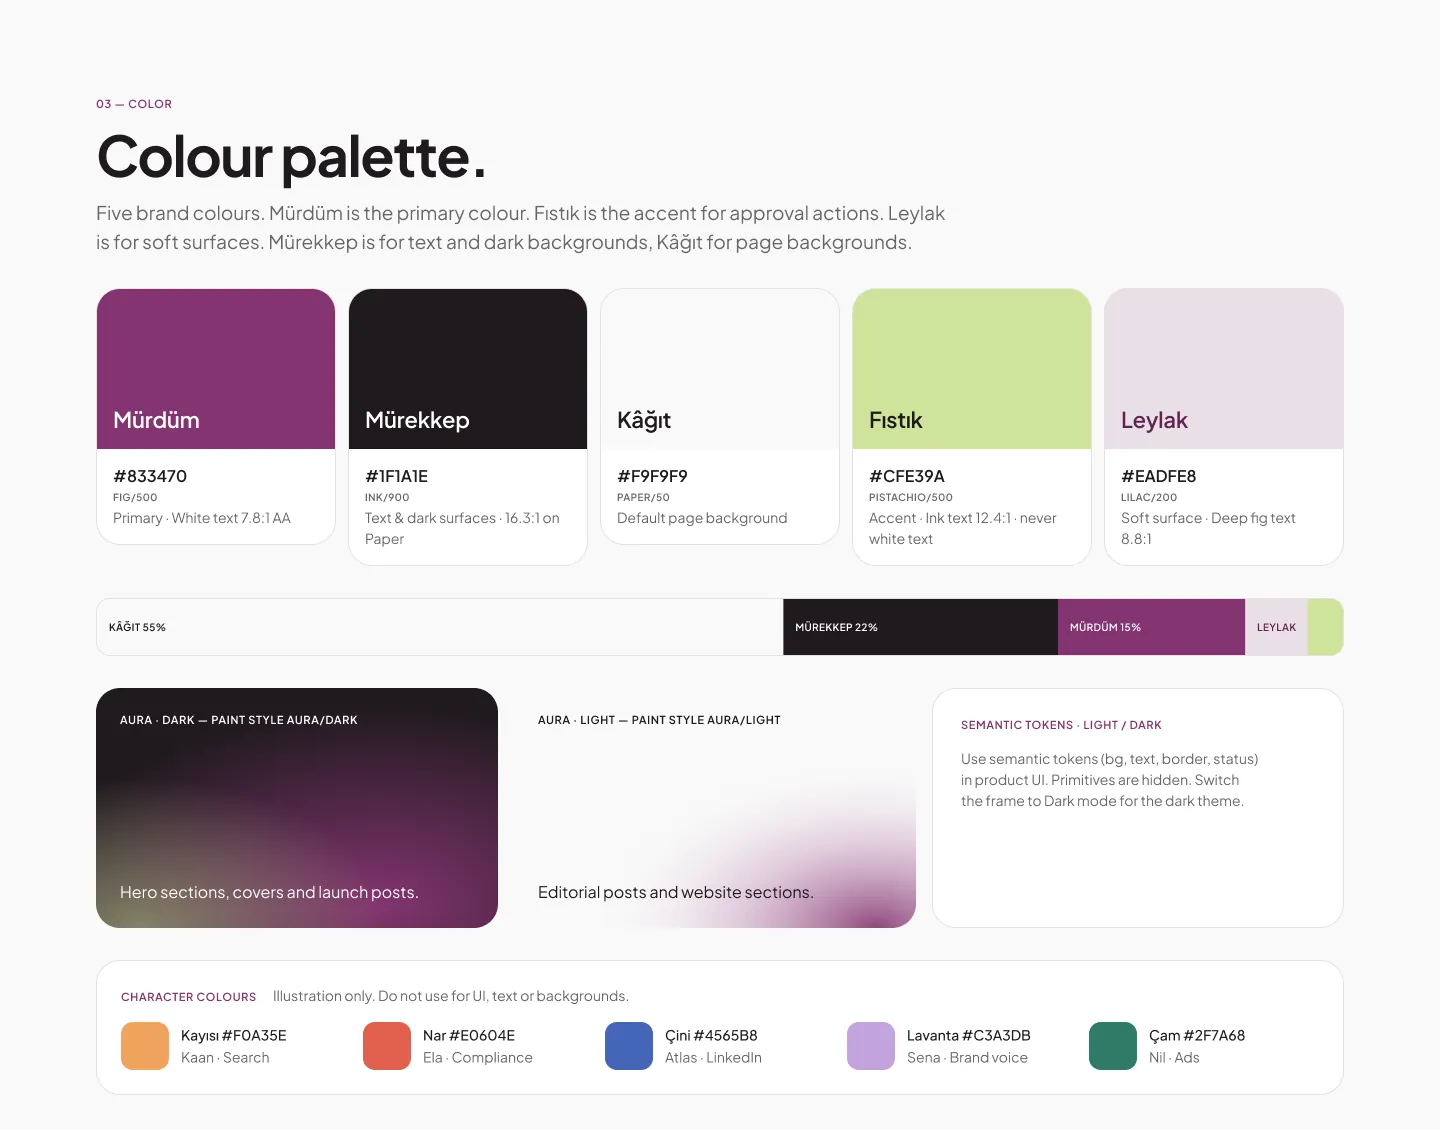 03 — COLOR
Colour palette.
Five brand colours. Mürdüm is the primary colour. Fıstık is the accent for approval actions. Leylak
is for soft surfaces. Mürekkep is for text and dark backgrounds, Kâğıt for page backgrounds.
Mürdüm
#833470
FIG/500
Primary · White text 7.8:1 AA
Mürekkep
#1F1A1E
INK/900
Text & dark surfaces · 16.3:1 on
Paper
Kâğıt
#F9F9F9
PAPER/50
Default page background
Fıstık
#CFE39A
PISTACHIO/500
Accent · Ink text 12.4:1 · never
white text
Leylak
#EADFE8
LILAC/200
Soft surface · Deep fig text
8.8:1
KÂĞIT 55%
MÜREKKEP 22%
MÜRDÜM 15%
LEYLAK
AURA · DARK — PAINT STYLE AURA/DARK
Hero sections, covers and launch posts.
AURA · LIGHT — PAINT STYLE AURA/LIGHT
Editorial posts and website sections.
SEMANTIC TOKENS · LIGHT / DARK
Use semantic tokens (bg, text, border, status)
in product UI. Primitives are hidden. Switch
the frame to Dark mode for the dark theme.
CHARACTER COLOURS
Illustration only. Do not use for UI, text or backgrounds.
Kayısı #F0A35E
Kaan · Search
Nar #E0604E
Ela · Compliance
Çini #4565B8
Atlas · LinkedIn
Lavanta #C3A3DB
Sena · Brand voice
Çam #2F7A68
Nil · Ads